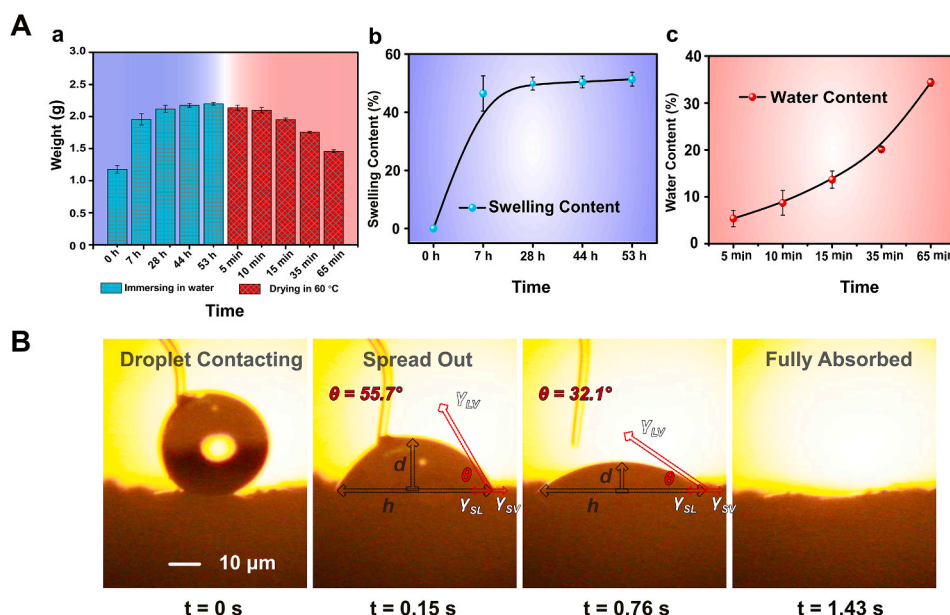 A
a
Weight (g)
3.0
2.5
2.0
1.5
1.0
0.5
0 0
0 h
7 h
28 h
44 h
53 h
5 min
10 min
15 min
35 min
65 min
Immersing in water
Drying in 60 °C
Time
b
Swelling Content (%)
60
40
20
0
Swelling Content
0 h
7 h
28 h
44 h
53 h
Time
c
Water Content (%)
40
30
20
10
0
Water Content
5 min
10 min
15 min
35 min
65 min
Time
B
Droplet Contacting
10 μm
t = 0 s
Spread Out
θ = 55.7°
γLV
d
θ
h
γSL
γSV
t = 0.15 s
θ = 32.1°
γLV
d
θ
h
γSL
γSV
t = 0.76 s
Fully Absorbed
t = 1.43 s